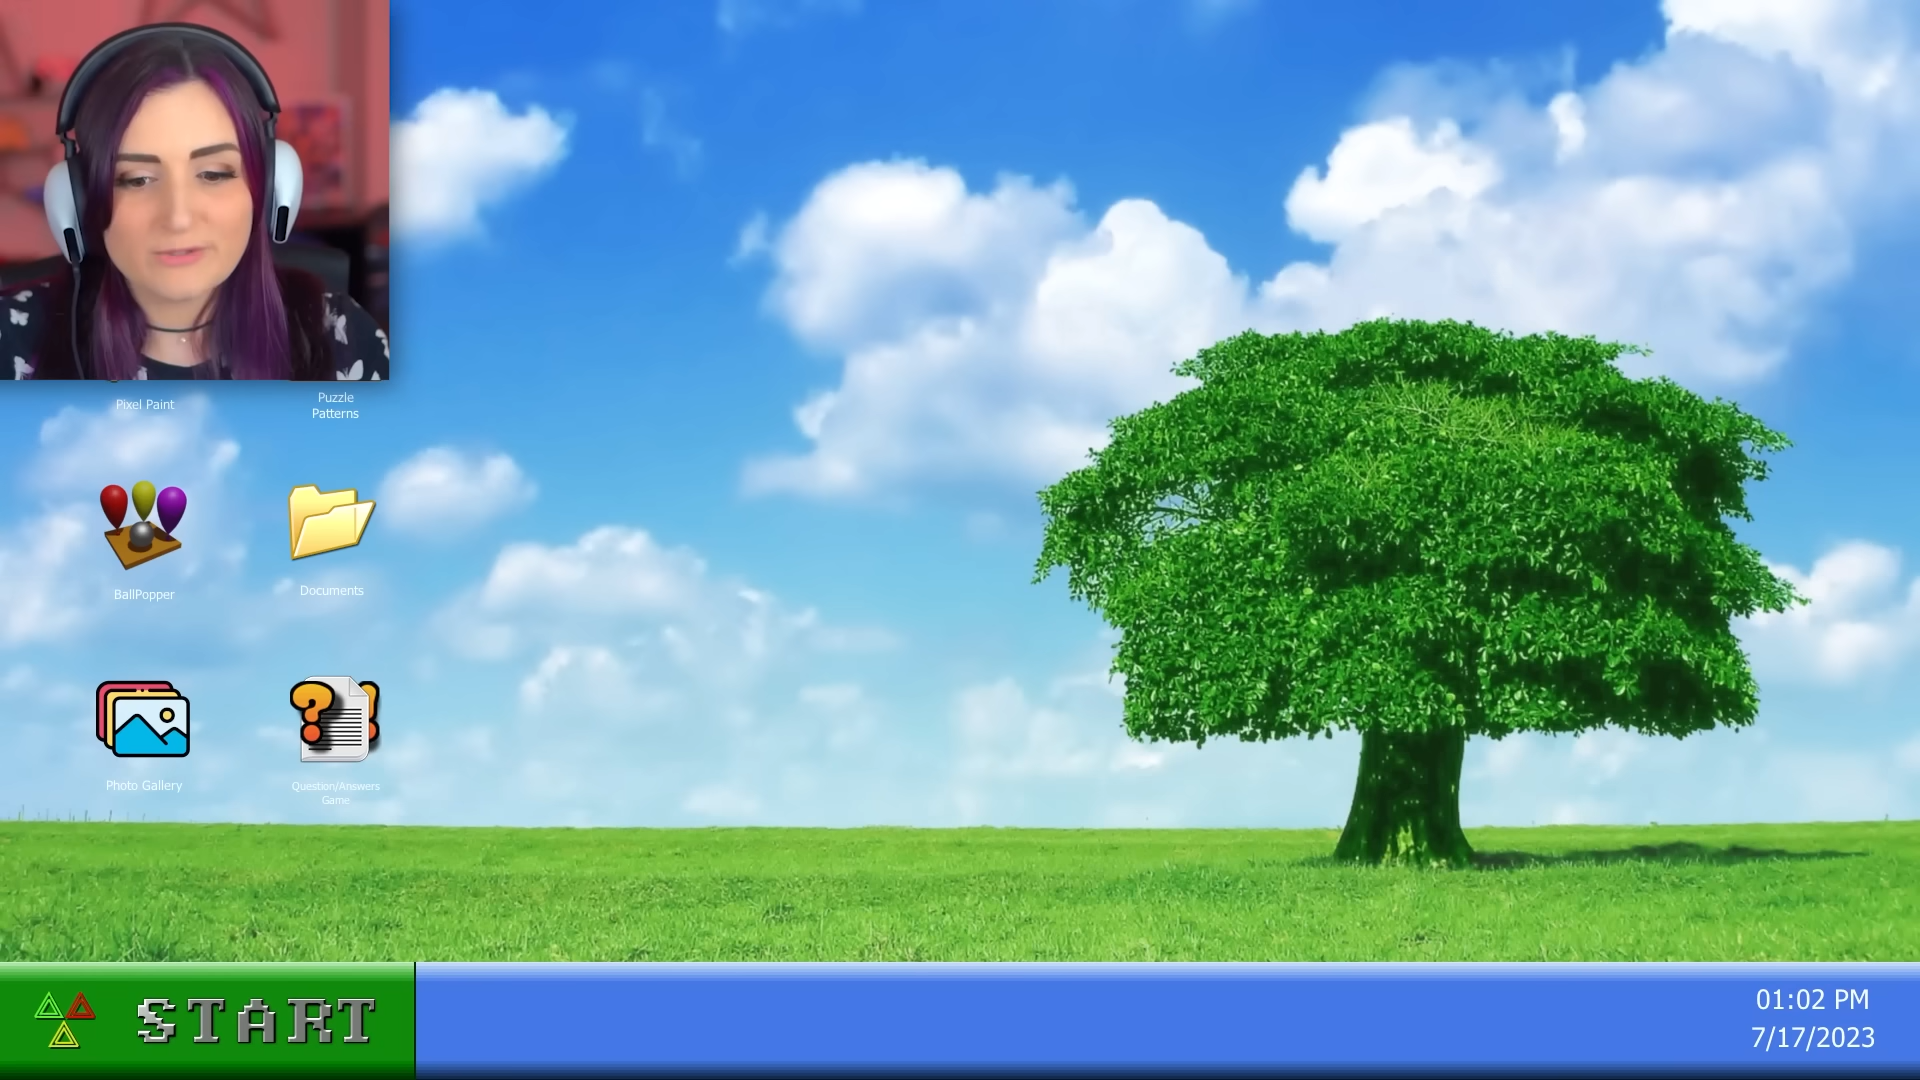 Pixel Paint
Puzzle
Patterns
BallPopper
Documents
Photo Gallery
Question/Answers
Game
START
01:02 PM
7/17/2023